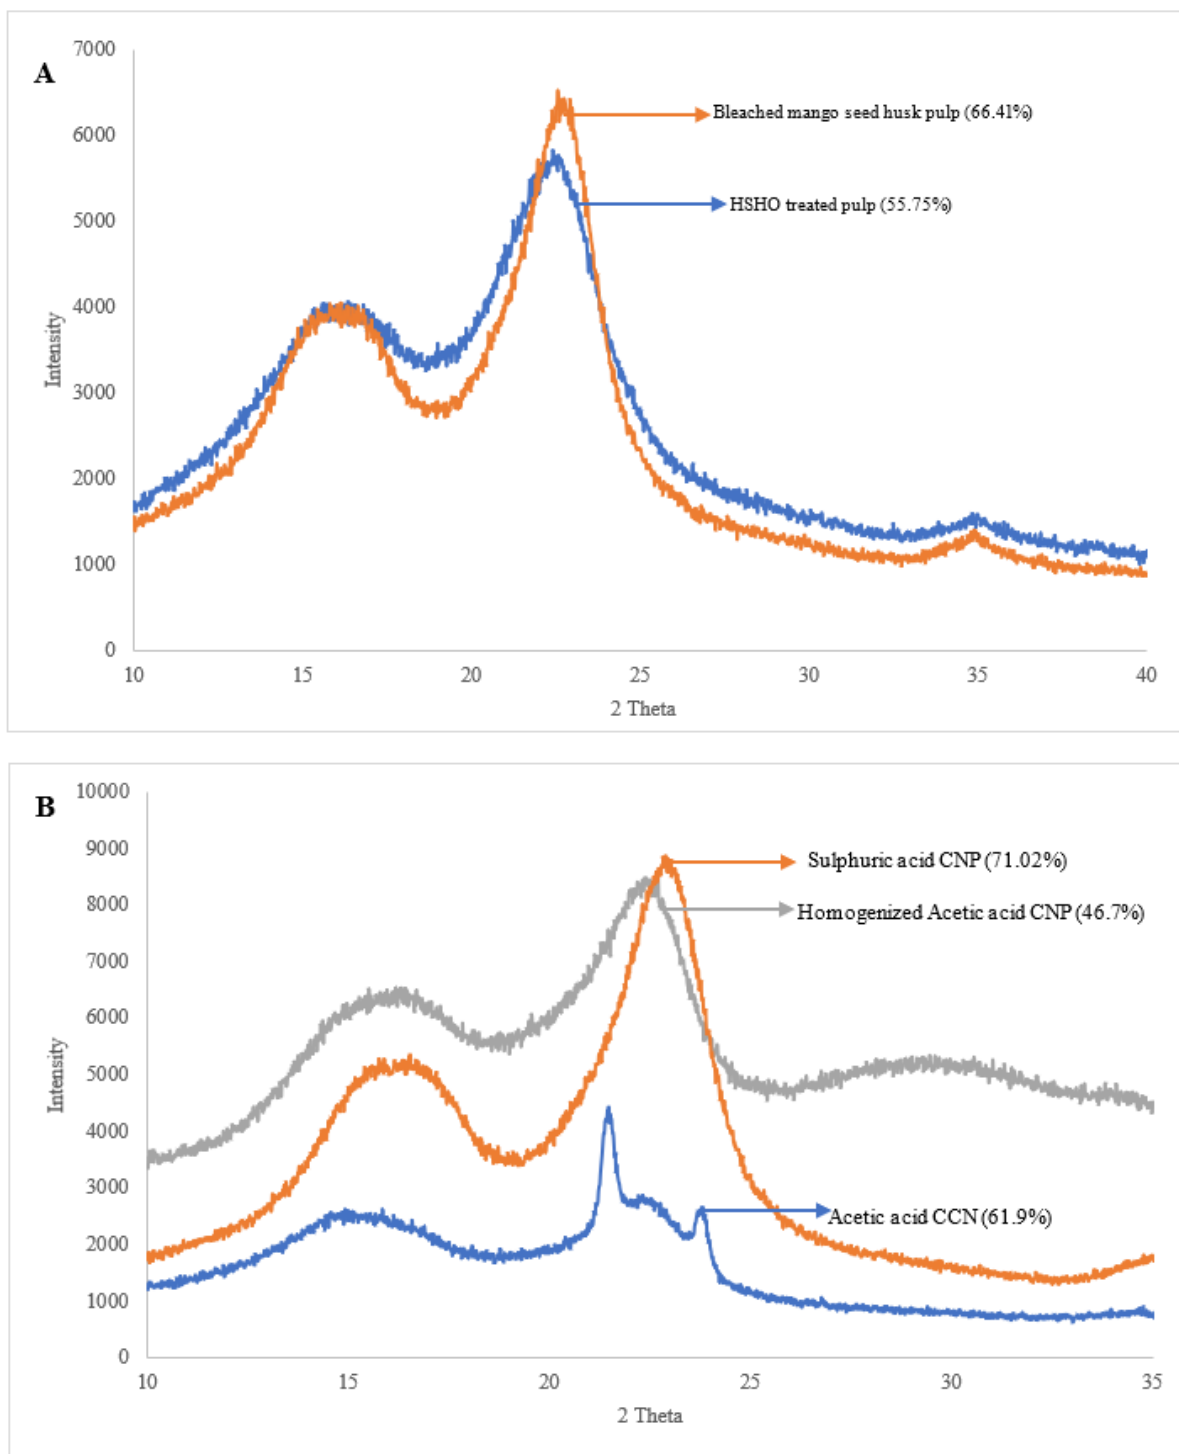 A
7000
6000
5000
4000
3000
2000
1000
0
Intensity
Bleached mango seed husk pulp (66.41%)
HSHO treated pulp (55.75%)
10 15 20 25 30 35 40
2 Theta
B
10000
9000
8000
7000
6000
5000
4000
3000
2000
1000
0
Intensity
Sulphuric acid CNP (71.02%)
Homogenized Acetic acid CNP (46.7%)
Acetic acid CCN (61.9%)
10 15 20 25 30 35
2 Theta